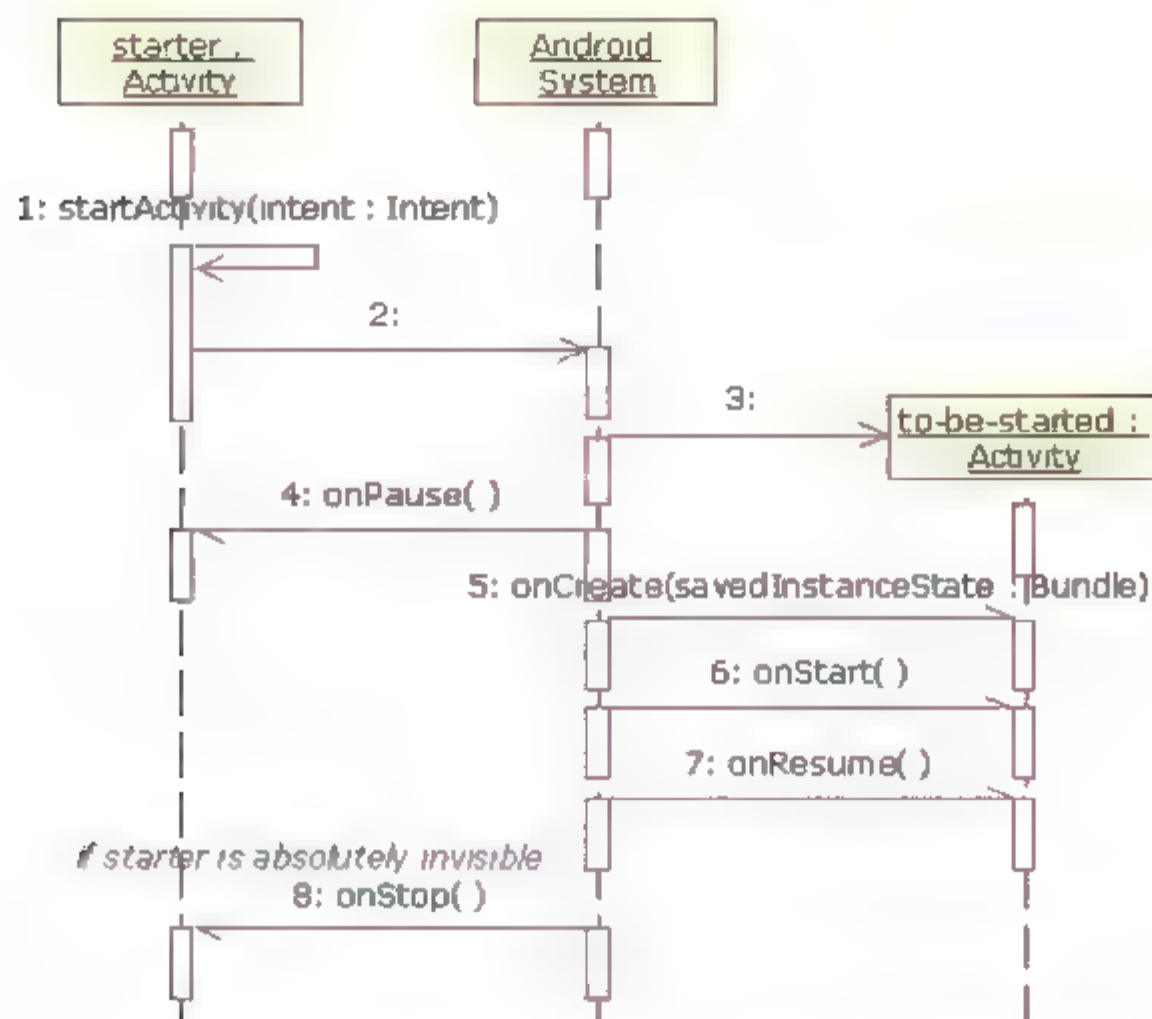 starter :
Activity
Android
System
1: startActivity(intent : Intent)
2:
3:
to-be-started :
Activity
4: onPause( )
5: onCreate(savedInstanceState : Bundle)
6: onStart( )
7: onResume( )
if starter is absolutely invisible
8: onStop( )